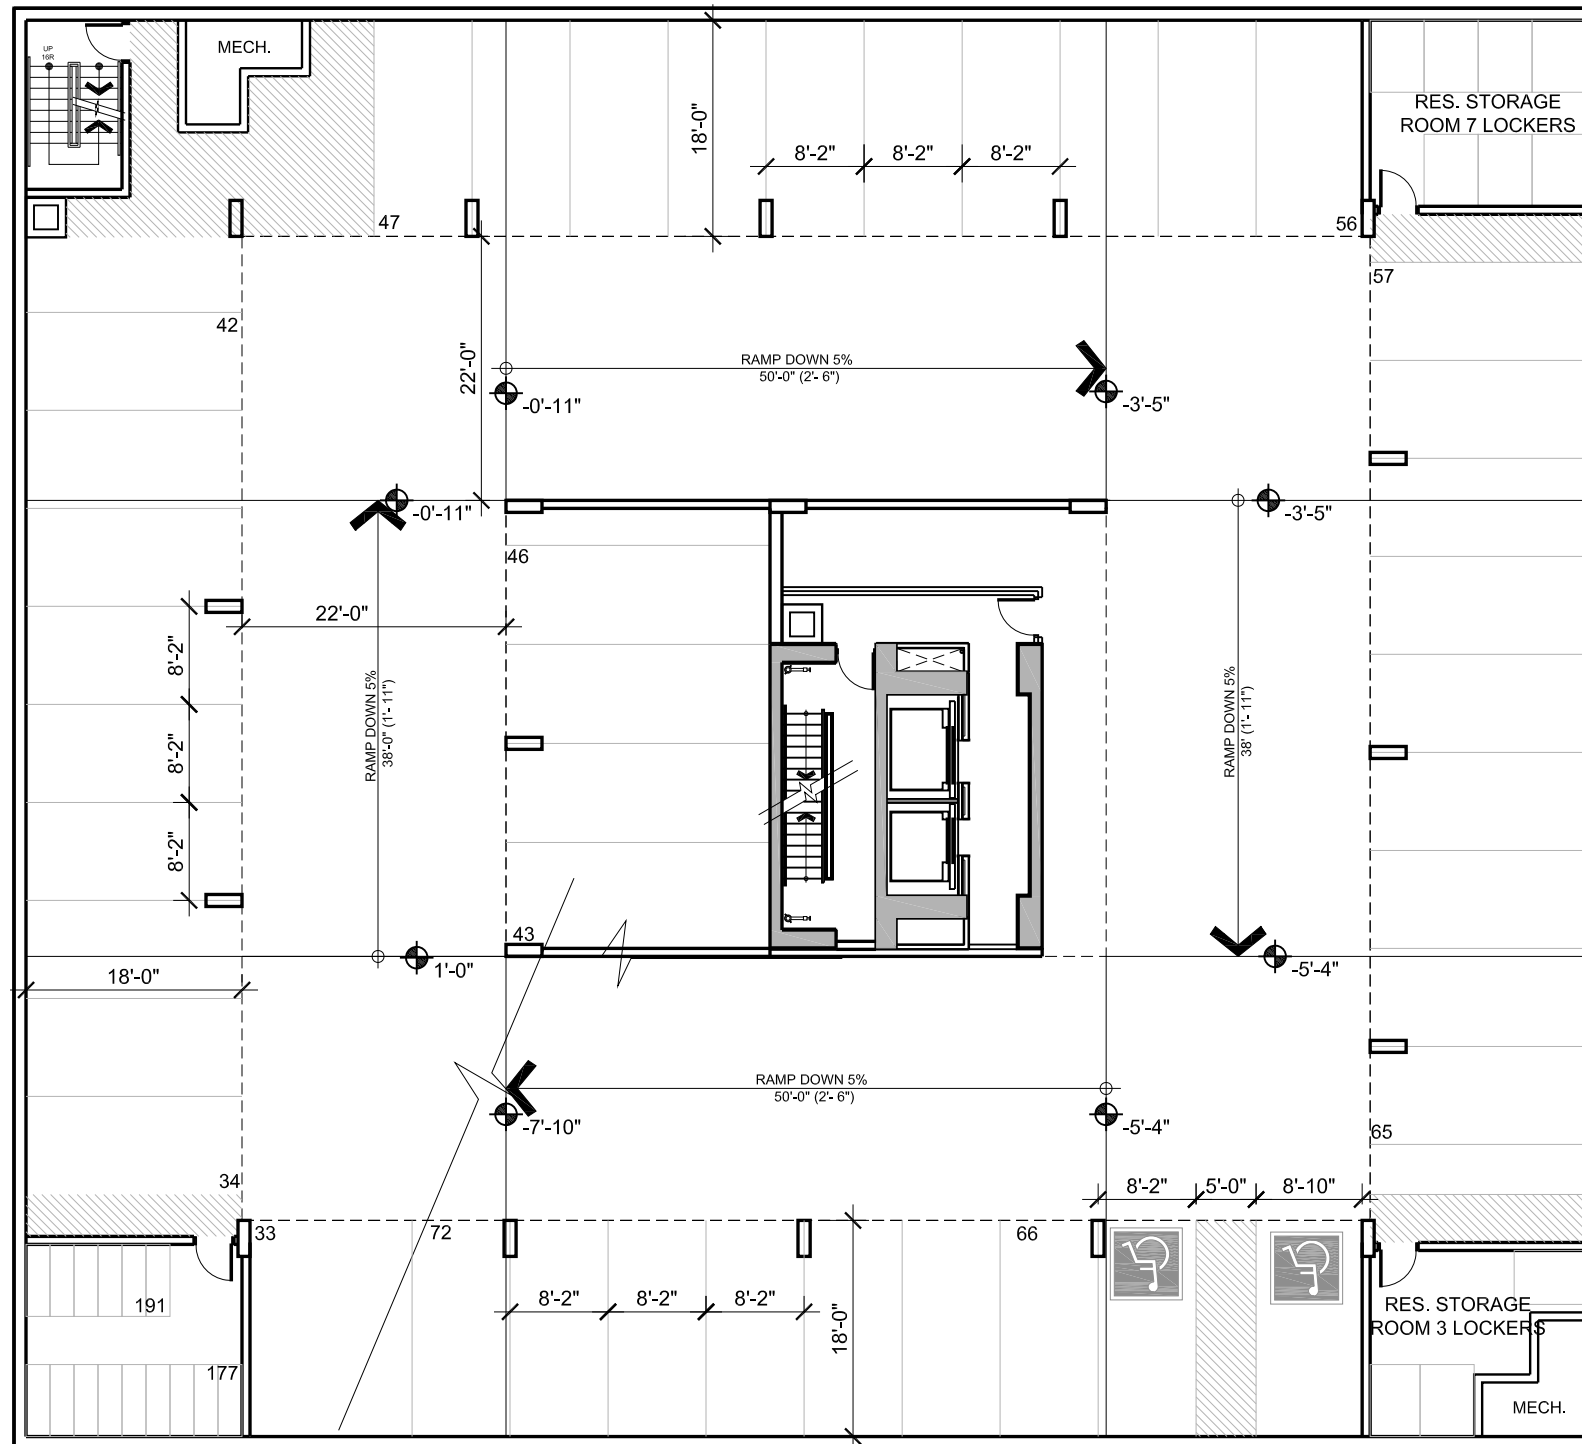 UP
16R
MECH.
RES. STORAGE
ROOM 7 LOCKERS
18'-0"
8'-2"
8'-2"
8'-2"
47
56
57
42
22'-0"
RAMP DOWN 5%
50'-0" (2'- 6")
-0'-11"
-3'-5"
-0'-11"
-3'-5"
46
22'-0"
8'-2"
8'-2"
8'-2"
RAMP DOWN 5%
38'-0" (1'- 11")
RAMP DOWN 5%
38' (1'- 11")
43
1'-0"
-5'-4"
18'-0"
RAMP DOWN 5%
50'-0" (2'- 6")
-7'-10"
-5'-4"
65
34
8'-2"
5'-0"
8'-10"
33
72
66
191
8'-2"
8'-2"
8'-2"
18'-0"
RES. STORAGE
ROOM 3 LOCKERS
177
MECH.